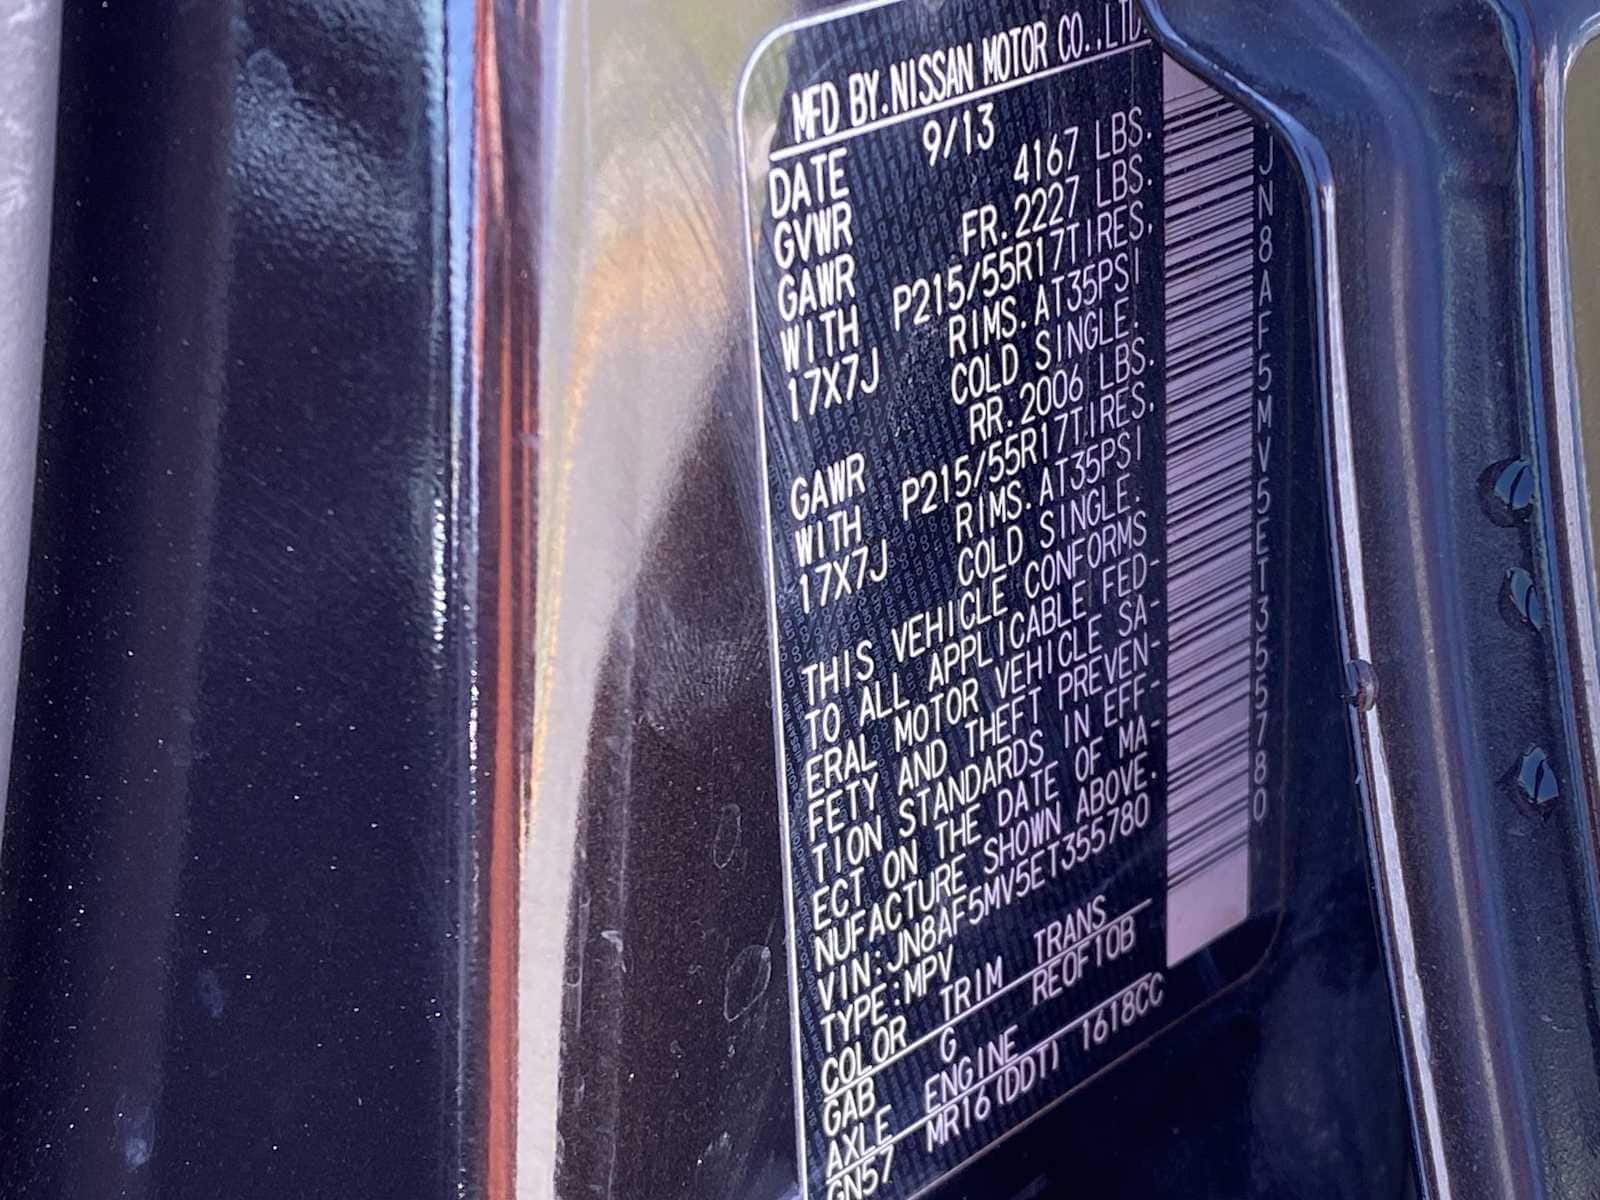 MFD BY.NISSAN MOTOR CO.,LTD.
DATE 9/13
GVWR 4167 LBS.
GAWR FR.2227 LBS.
WITH P215/55R17TIRES,
17X7J RIMS.AT35PSI
COLD SINGLE.
GAWR RR.2006 LBS.
WITH P215/55R17TIRES,
17X7J RIMS.AT35PSI
COLD SINGLE.
THIS VEHICLE CONFORMS
TO ALL APPLICABLE FED-
ERAL MOTOR VEHICLE SA-
FETY AND THEFT PREVEN-
TION STANDARDS IN EFF-
ECT ON THE DATE OF MA-
NUFACTURE SHOWN ABOVE.
VIN:JN8AF5MV5ET355780
TYPE:MPV
COLOR TRIM TRANS
GAB G RE0F10B
AXLE ENGINE
GN57 MR16(DDT) 1618CC
JN8AF5MV5ET355780